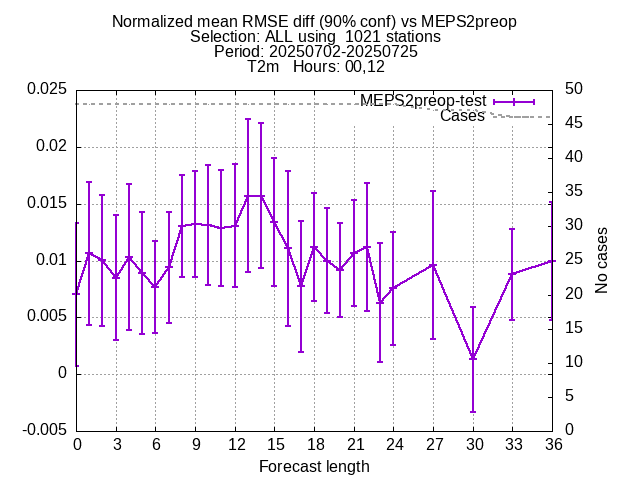 Normalized mean RMSE diff (90% conf) vs MEPS2preop
Selection: ALL using  1021 stations
Period: 20250702-20250725
T2m   Hours: 00,12
MEPS2preop-test
Cases
0.025
0.02
0.015
0.01
0.005
0
-0.005
50
45
40
35
30
25
20
15
10
5
0
No cases
0 3 6 9 12 15 18 21 24 27 30 33 36
Forecast length